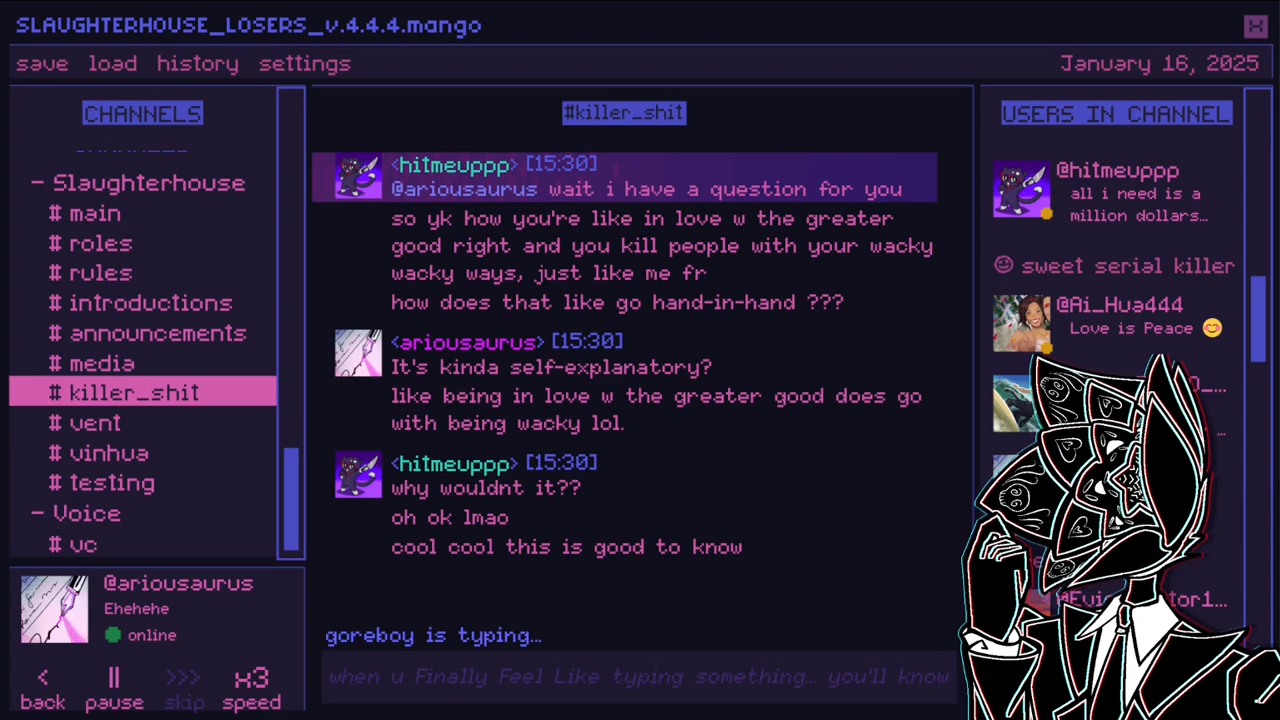 SLAUGHTERHOUSE_LOSERS_v.4.4.4.mango
X
save load history settings
January 16, 2025
CHANNELS
– Slaughterhouse
# main
# roles
# rules
# introductions
# announcements
# media
# killer_shit
# vent
# vinhua
# testing
– Voice
# vc
@ariousaurus
Ehehehe
online
< || >>> x3
back pause skip speed
#killer_shit
<hitmeuppp> [15:30]
@ariousaurus wait i have a question for you
so yk how you're like in love w the greater
good right and you kill people with your wacky
wacky ways, just like me fr
how does that like go hand-in-hand ???
<ariousaurus> [15:30]
It's kinda self-explanatory?
like being in love w the greater good does go
with being wacky lol.
<hitmeuppp> [15:30]
why wouldnt it??
oh ok lmao
cool cool this is good to know
goreboy is typing...
when u Finally Feel Like typing something... you'll know
USERS IN CHANNEL
@hitmeuppp
all i need is a
million dollars...
☺ sweet serial killer
@Ai_Hua444
Love is Peace 😊